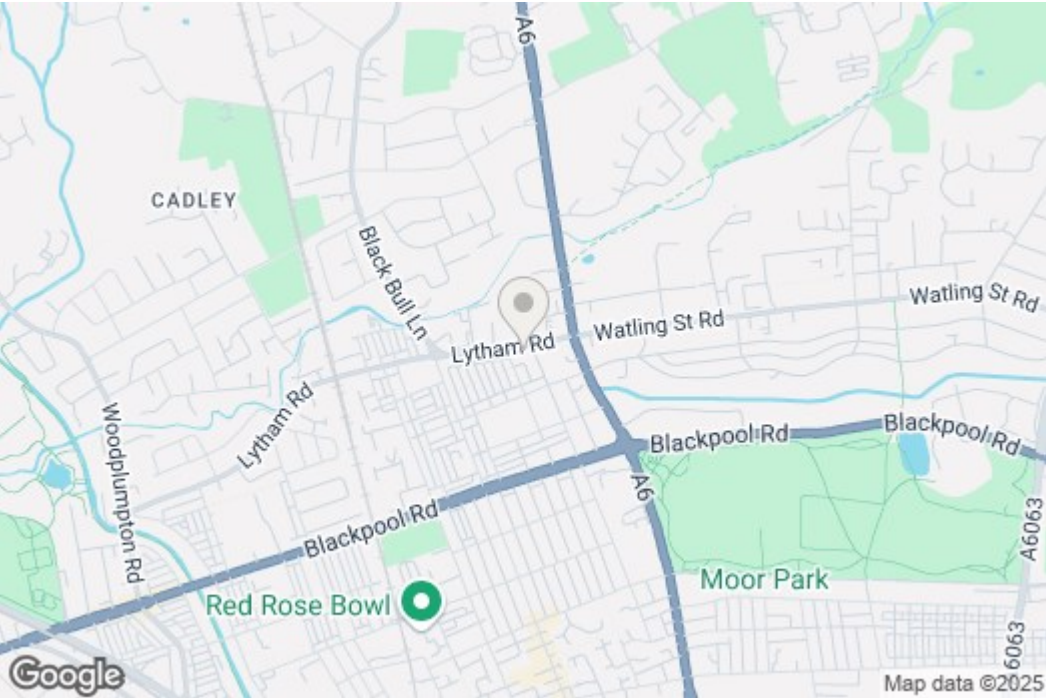 A6
CADLEY
Black Bull Ln
Watling St Rd
Watling St Rd
Lytham Rd
Lytham Rd
Blackpool Rd
Blackpool Rd
Woodplumpton Rd
A6
Blackpool Rd
A6063
Moor Park
Red Rose Bowl
6063
Google
Map data ©2025